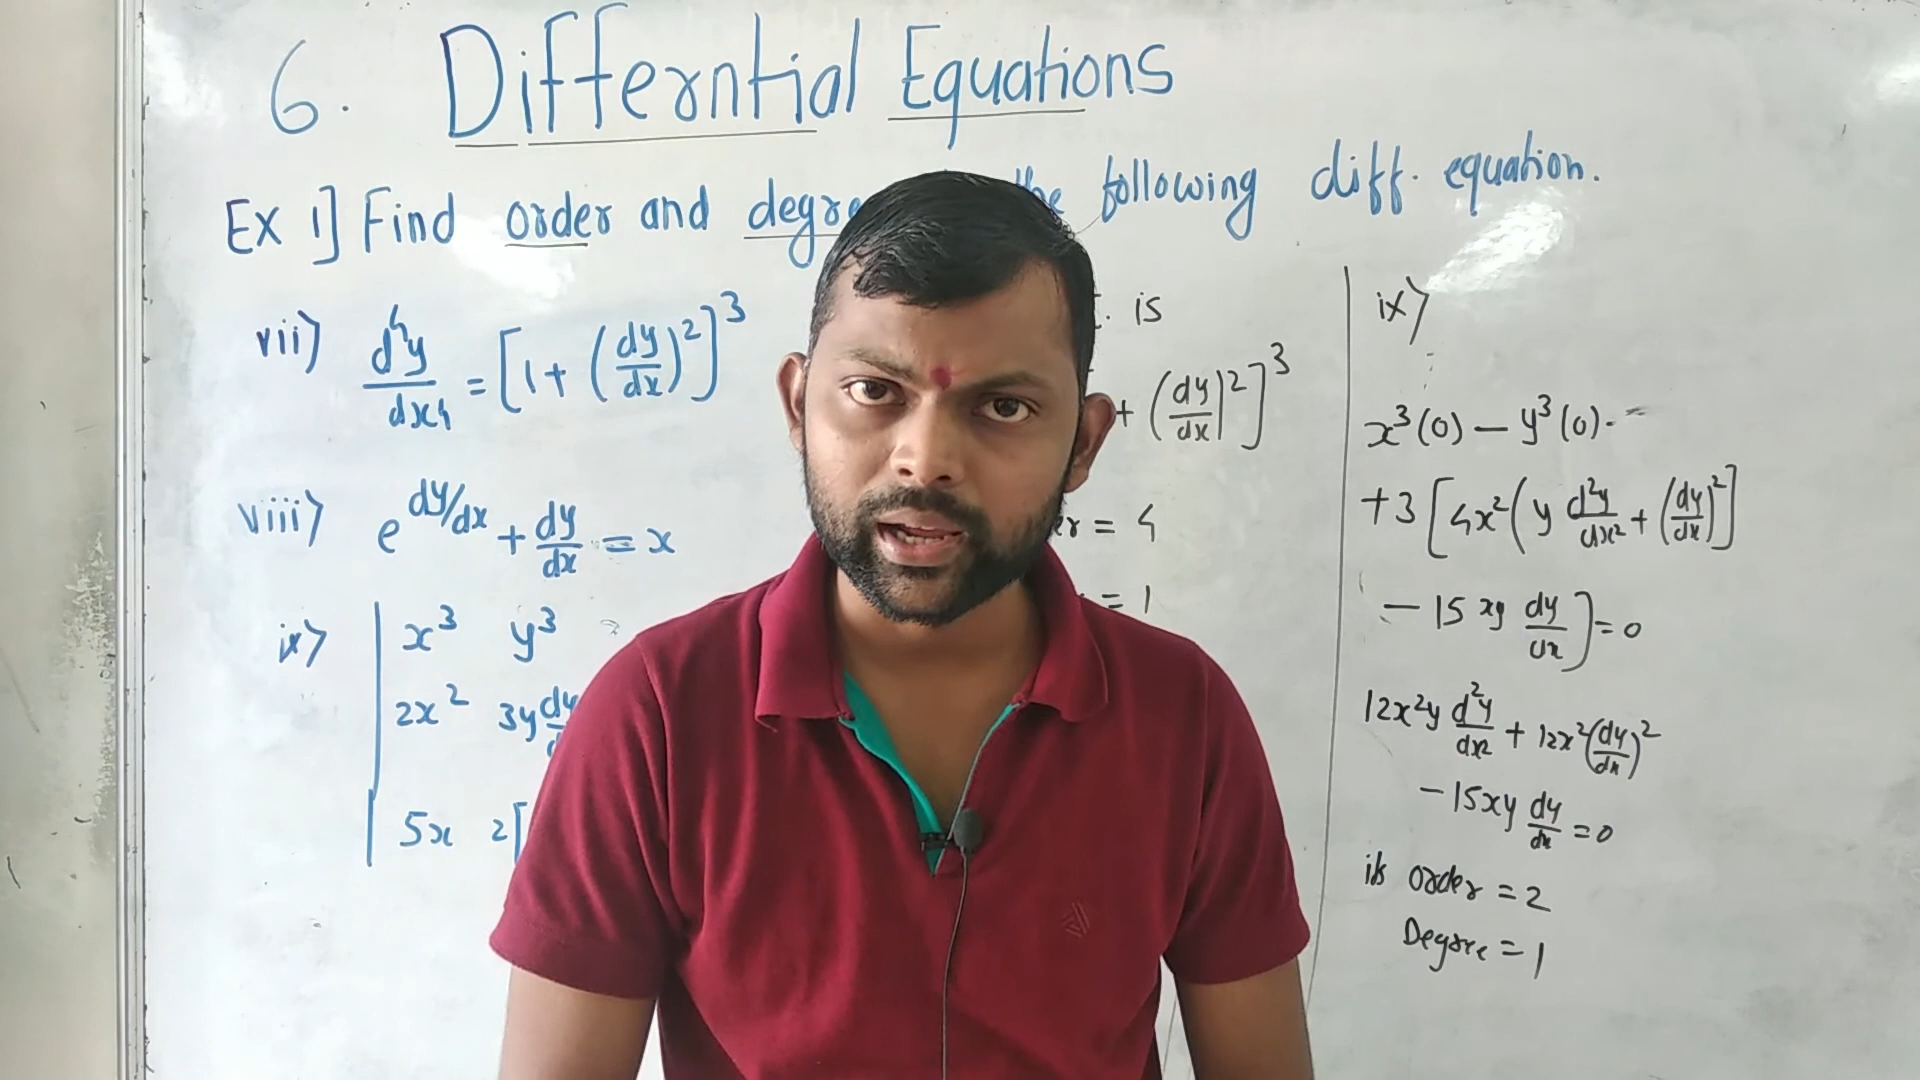 6. Differntial Equations
Ex 1] Find order and degre the following diff. equation.
vii) d⁴y/dx⁴ = [1 + (dy/dx)²]³
viii) e^dy/dx + dy/dx = x
ix) | x³ y³
2x² 3y dy
5x 2[
. is
+ (dy/dx)²]³
er = 4
= 1
ix)
x³(0) – y³(0).
+3 [4x² (y d²y/dx² + (dy/dx)²]
– 15 xy dy/dx] = 0
12x²y d²y/dx² + 12x² (dy/dx)²
– 15xy dy/dx = 0
its order = 2
Degree = 1